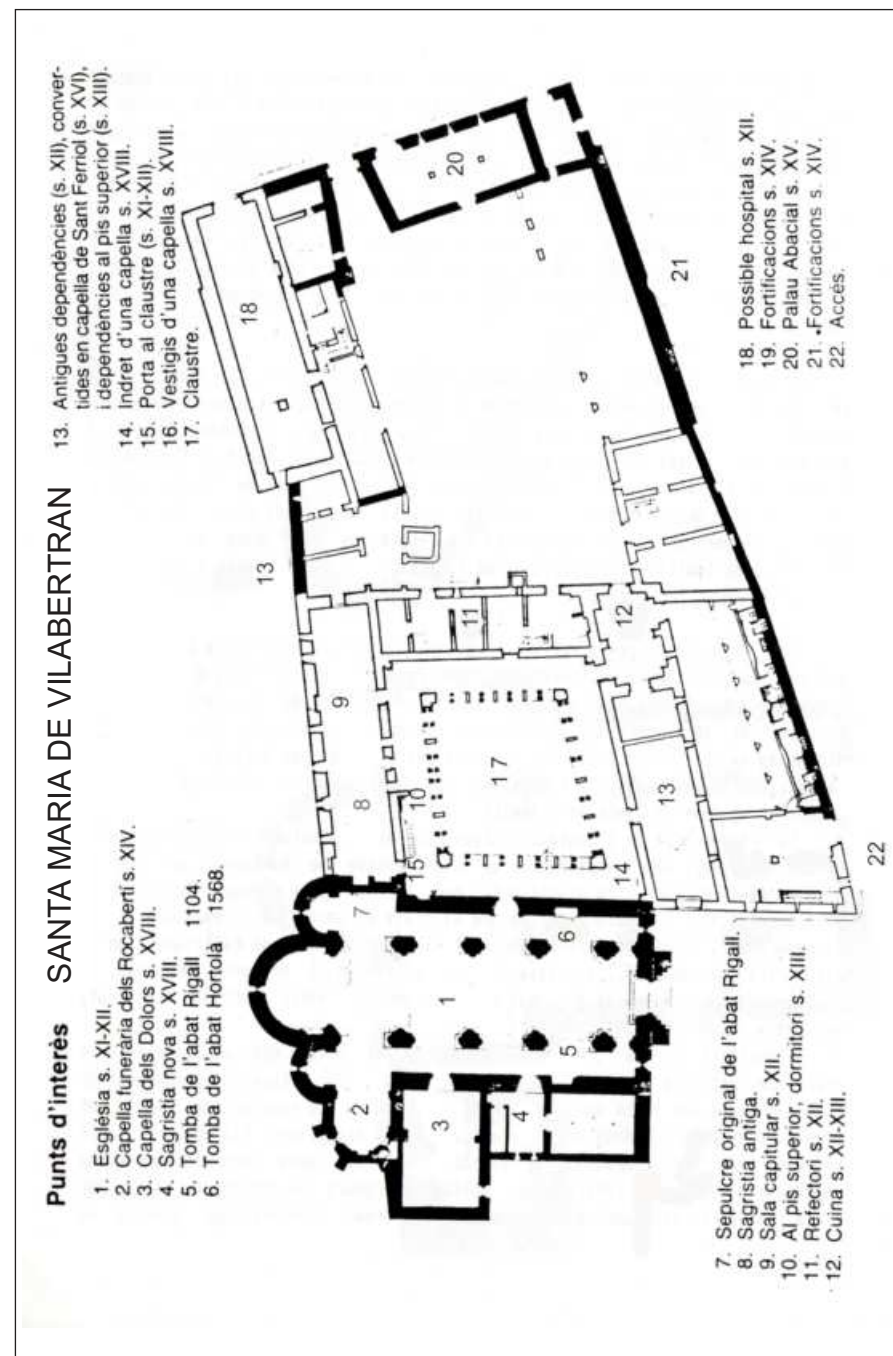 Punts d'interès
SANTA MARIA DE VILABERTRAN
1. Església s. XI-XII.
2. Capella funerària dels Rocabertí s. XIV.
3. Capella dels Dolors s. XVIII.
4. Sagristia nova s. XVIII.
5. Tomba de l'abat Rigall 1104.
6. Tomba de l'abat Hortolà 1568.
7. Sepulcre original de l'abat Rigall.
8. Sagristia antiga.
9. Sala capitular s. XII.
10. Al pis superior, dormitori s. XIII.
11. Refectori s. XII.
12. Cuina s. XII-XIII.
13. Antigues dependències (s. XII), conver-
tides en capella de Sant Ferriol (s. XVI),
i dependències al pis superior (s. XIII).
14. Indret d'una capella s. XVIII.
15. Porta al claustre (s. XI-XII).
16. Vestigis d'una capella s. XVIII.
17. Claustre.
18. Possible hospital s. XII.
19. Fortificacions s. XIV.
20. Palau Abacial s. XV.
21. Fortificacions s. XIV.
22. Accés.
1
2
3
4
5
6
7
8
9
10
11
12
13
13
14
15
17
18
20
21
22